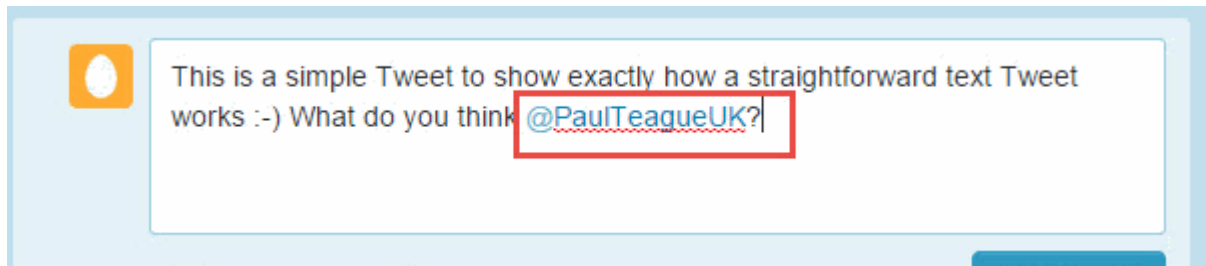 This is a simple Tweet to show exactly how a straightforward text Tweet
works :-) What do you think @PaulTeagueUK?